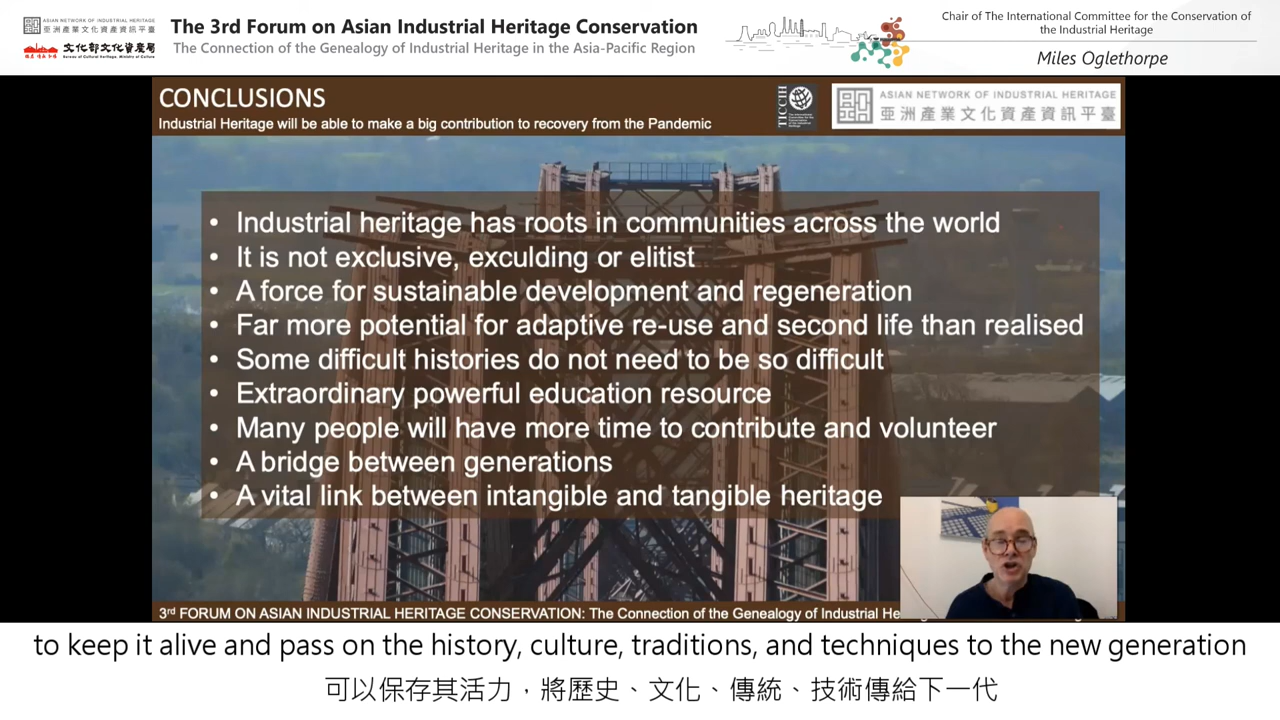 ASIAN NETWORK OF INDUSTRIAL HERITAGE
亞洲產業文化資產資訊平臺
文化部文化資產局
Bureau of Cultural Heritage, Ministry of Culture
The 3rd Forum on Asian Industrial Heritage Conservation
The Connection of the Genealogy of Industrial Heritage in the Asia-Pacific Region
Chair of The International Committee for the Conservation of
the Industrial Heritage
Miles Oglethorpe
CONCLUSIONS
Industrial Heritage will be able to make a big contribution to recovery from the Pandemic
TICCIH
ASIAN NETWORK OF INDUSTRIAL HERITAGE
亞洲產業文化資產資訊平臺
• Industrial heritage has roots in communities across the world
• It is not exclusive, exculding or elitist
• A force for sustainable development and regeneration
• Far more potential for adaptive re-use and second life than realised
• Some difficult histories do not need to be so difficult
• Extraordinary powerful education resource
• Many people will have more time to contribute and volunteer
• A bridge between generations
• A vital link between intangible and tangible heritage
3rd FORUM ON ASIAN INDUSTRIAL HERITAGE CONSERVATION: The Connection of the Genealogy of Industrial He
to keep it alive and pass on the history, culture, traditions, and techniques to the new generation
可以保存其活力，將歷史、文化、傳統、技術傳給下一代